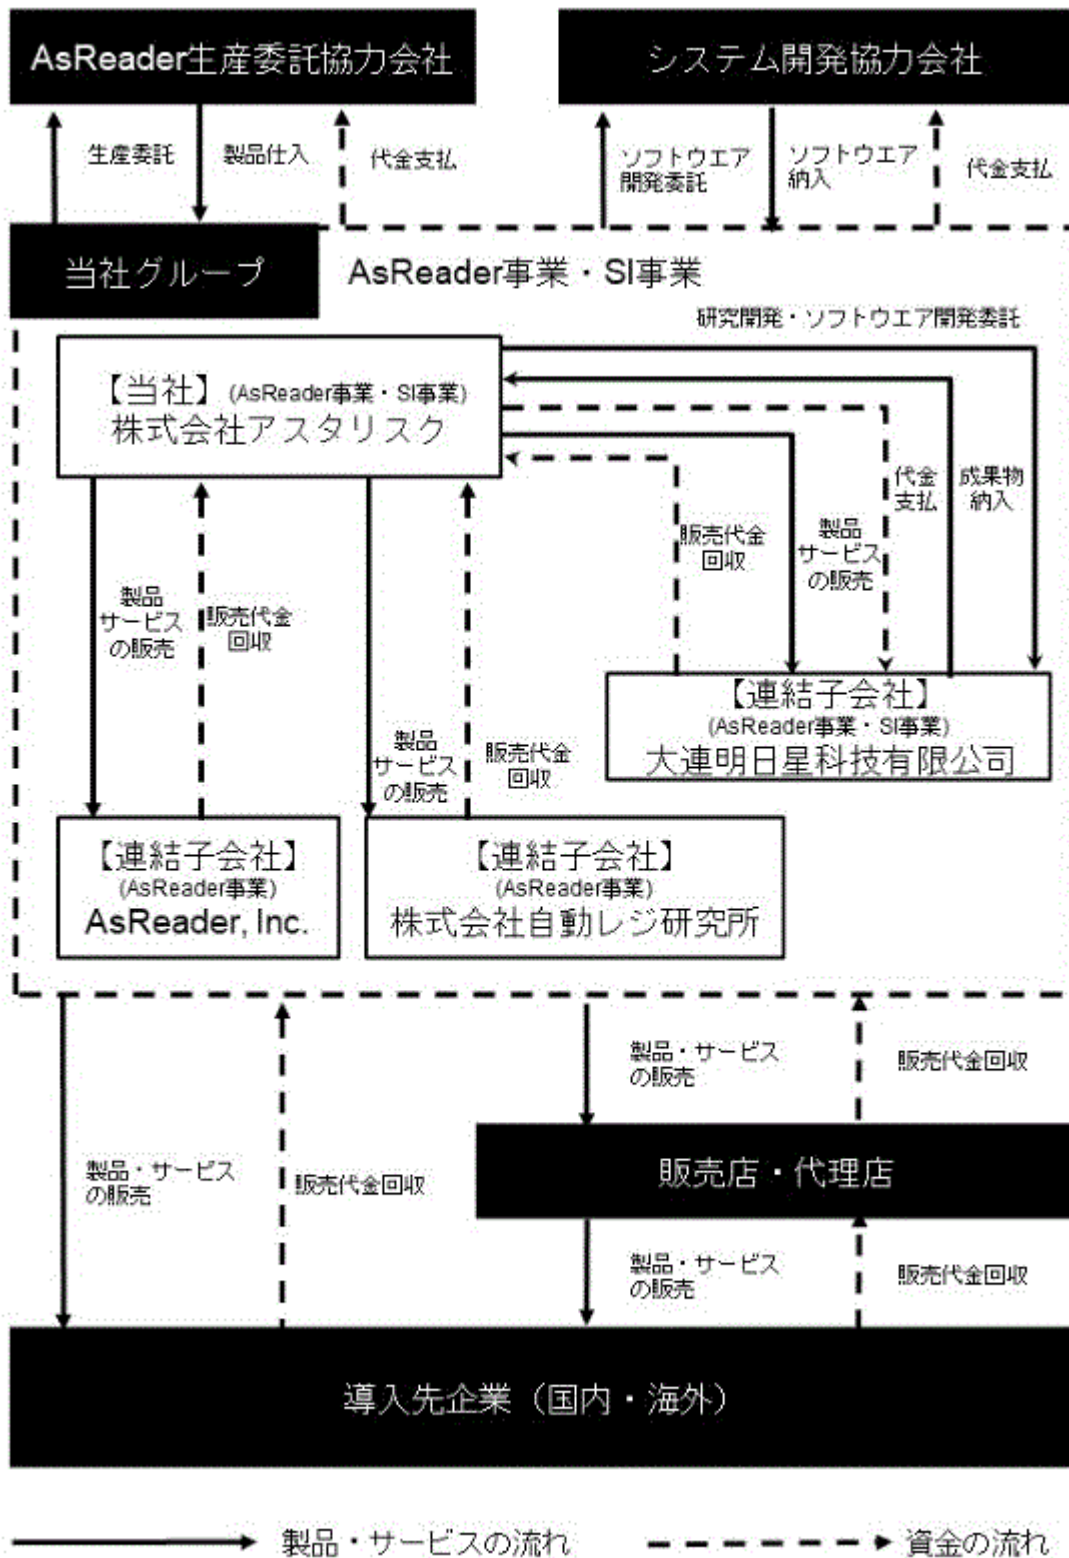 AsReader生産委託協力会社
システム開発協力会社
生産委託
製品仕入
代金支払
ソフトウエア
開発委託
ソフトウエア
納入
代金支払
当社グループ
AsReader事業・SI事業
研究開発・ソフトウエア開発委託
【当社】(AsReader事業・SI事業)
株式会社アスタリスク
代金
支払
成果物
納入
販売代金
回収
製品
サービス
の販売
製品
サービス
の販売
販売代金
回収
【連結子会社】
(AsReader事業・SI事業)
大連明日星科技有限公司
製品
サービス
の販売
販売代金
回収
【連結子会社】
(AsReader事業)
AsReader, Inc.
【連結子会社】
(AsReader事業)
株式会社自動レジ研究所
製品・サービス
の販売
販売代金回収
製品・サービス
の販売
販売代金回収
販売店・代理店
製品・サービス
の販売
販売代金回収
導入先企業（国内・海外）
製品・サービスの流れ
資金の流れ